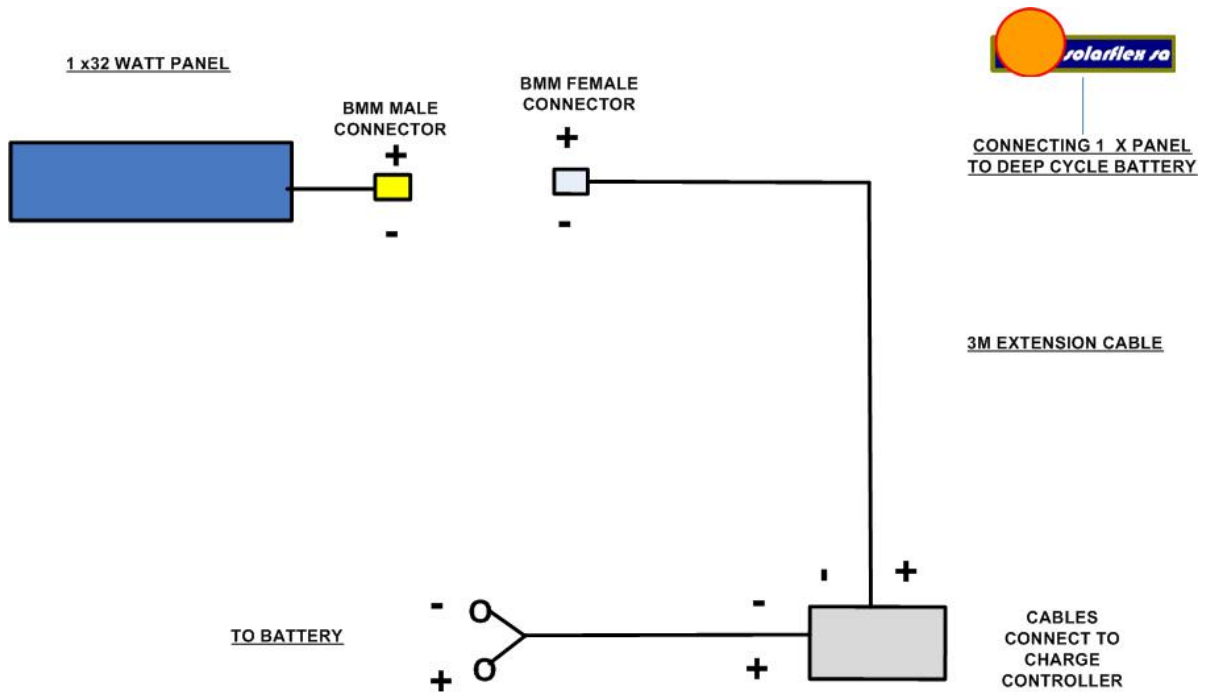 1 x32 WATT PANEL
BMM MALE
CONNECTOR
+
-
BMM FEMALE
CONNECTOR
+
-
solarflex sa
CONNECTING 1 X PANEL
TO DEEP CYCLE BATTERY
3M EXTENSION CABLE
- +
-
+
CABLES
CONNECT TO
CHARGE
CONTROLLER
TO BATTERY
-
+